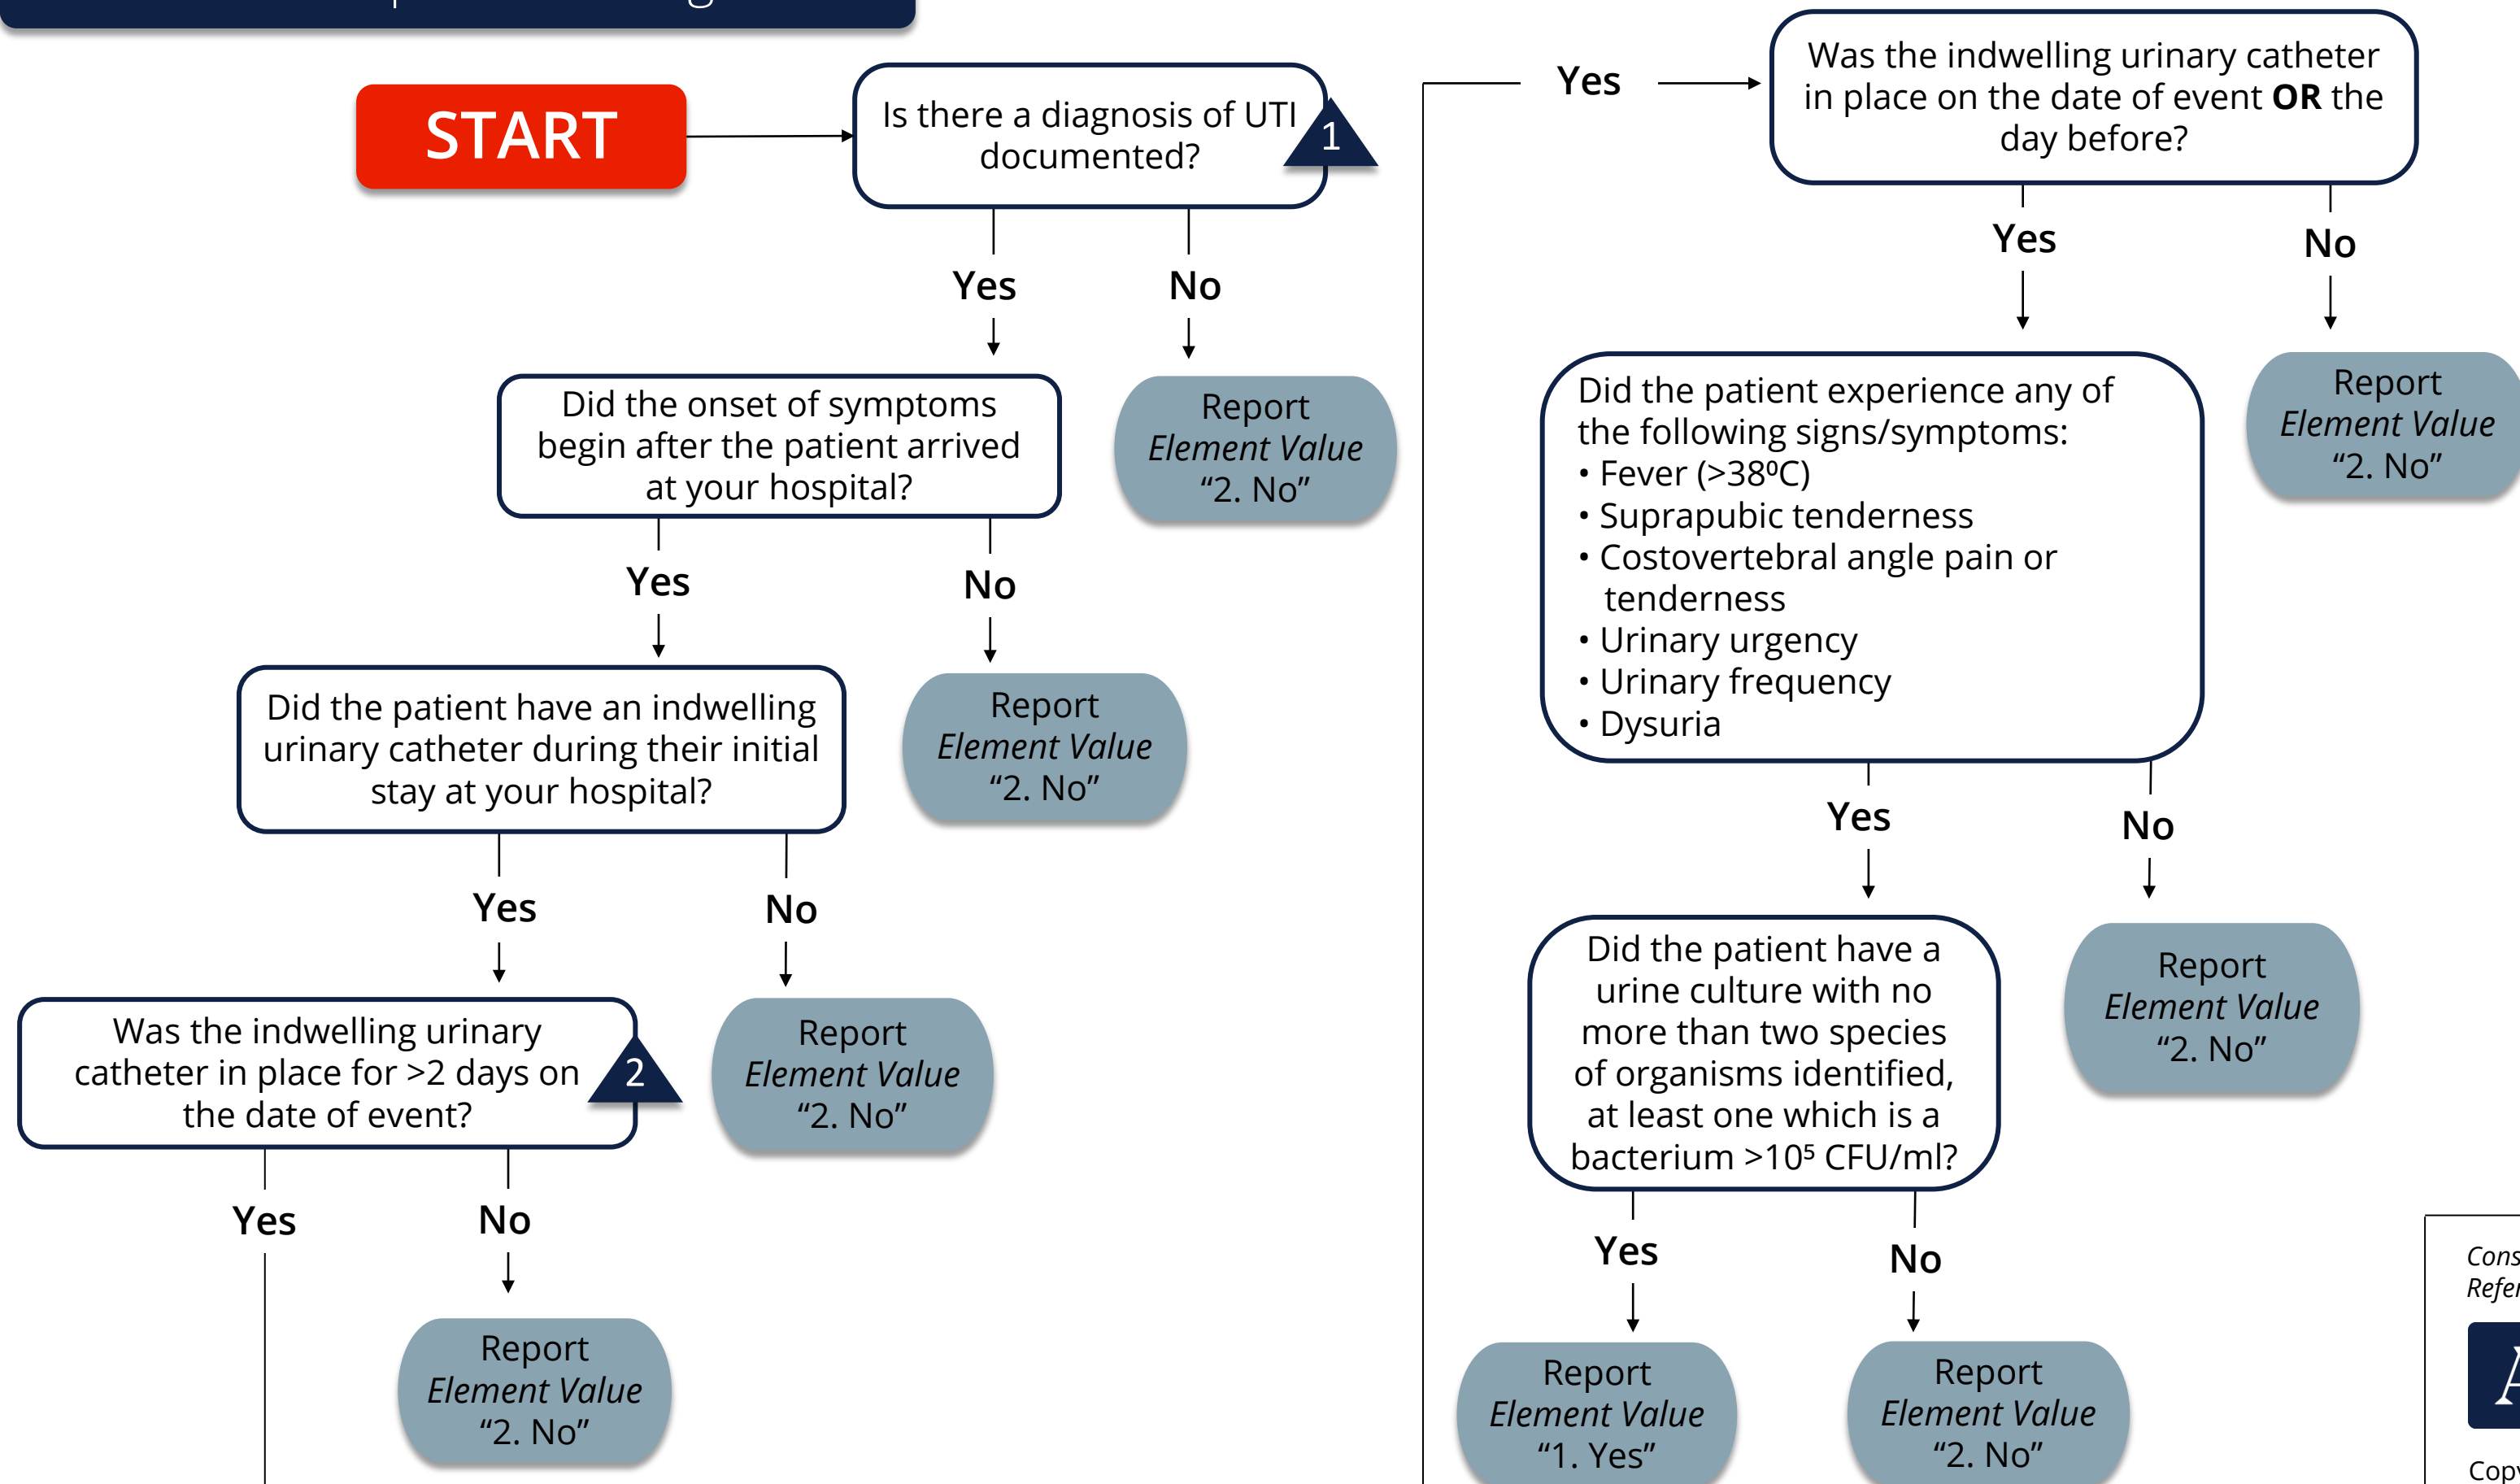 START
Is there a diagnosis of UTI
documented?
1
Yes
No
Did the onset of symptoms
begin after the patient arrived
at your hospital?
Report
Element Value
“2. No”
Yes
No
Did the patient have an indwelling
urinary catheter during their initial
stay at your hospital?
Report
Element Value
“2. No”
Yes
No
Was the indwelling urinary
catheter in place for >2 days on
the date of event?
2
Report
Element Value
“2. No”
Yes
No
Report
Element Value
“2. No”
Yes
Was the indwelling urinary catheter
in place on the date of event OR the
day before?
Yes
No
Did the patient experience any of
the following signs/symptoms:
• Fever (>38⁰C)
• Suprapubic tenderness
• Costovertebral angle pain or
tenderness
• Urinary urgency
• Urinary frequency
• Dysuria
Report
Element Value
“2. No”
Yes
No
Did the patient have a
urine culture with no
more than two species
of organisms identified,
at least one which is a
bacterium >10⁵ CFU/ml?
Report
Element Value
“2. No”
Yes
No
Report
Element Value
“1. Yes”
Report
Element Value
“2. No”